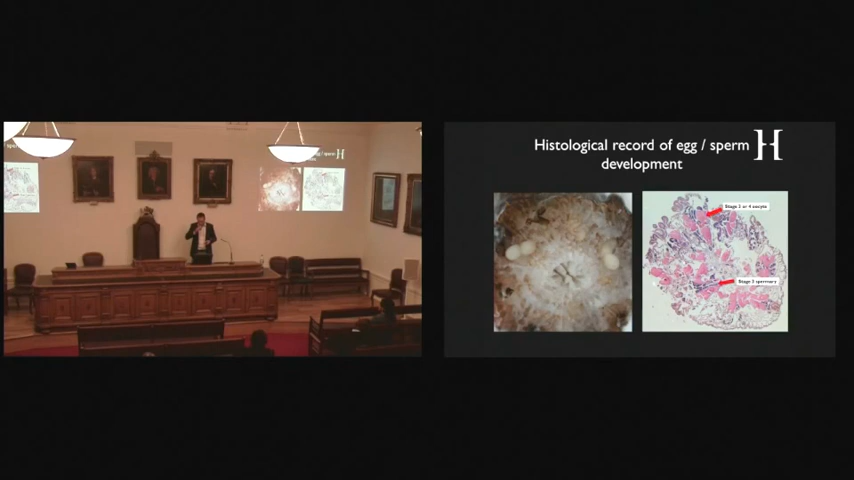 Histological record of egg / sperm
development
H
Stage 3 or 4 oocyte
Stage 3 spermary